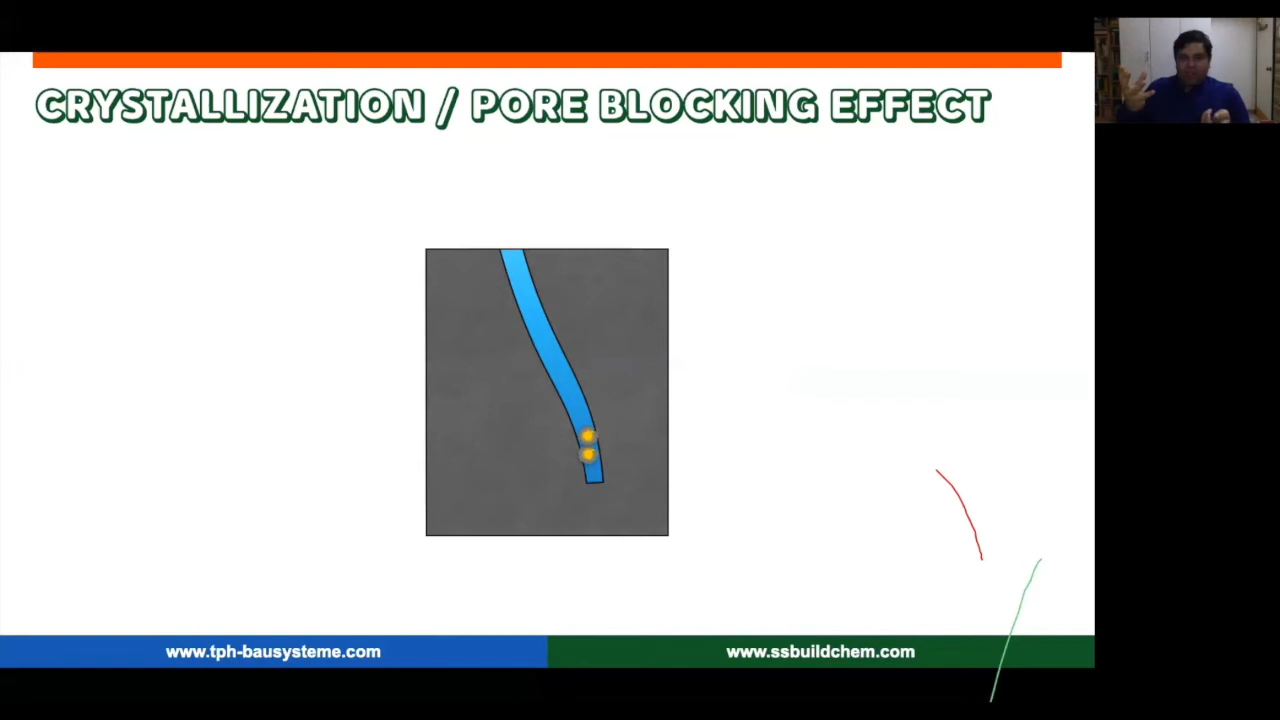 CRYSTALLIZATION / PORE BLOCKING EFFECT
www.tph-bausysteme.com
www.ssbuildchem.com